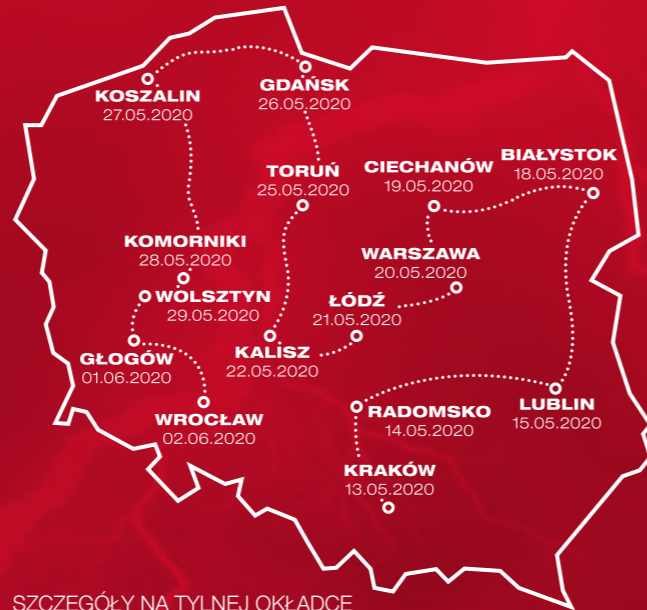 KOSZALIN
27.05.2020
GDAŃSK
26.05.2020
TORUŃ
25.05.2020
CIECHANÓW
19.05.2020
BIAŁYSTOK
18.05.2020
KOMORNIKI
28.05.2020
WARSZAWA
20.05.2020
WOLSZTYN
29.05.2020
ŁÓDŹ
21.05.2020
GŁOGÓW
01.06.2020
KALISZ
22.05.2020
WROCŁAW
02.06.2020
RADOMSKO
14.05.2020
LUBLIN
15.05.2020
KRAKÓW
13.05.2020
SZCZEGÓŁY NA TYLNEJ OKŁADCE